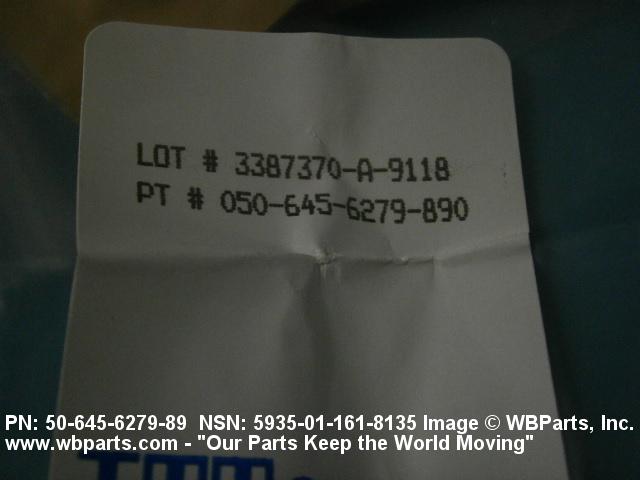 LOT # 3387370-A-9118
PT # 050-645-6279-890
PN: 50-645-6279-89 NSN: 5935-01-161-8135 Image © WBParts, Inc.
www.wbparts.com - "Our Parts Keep the World Moving"